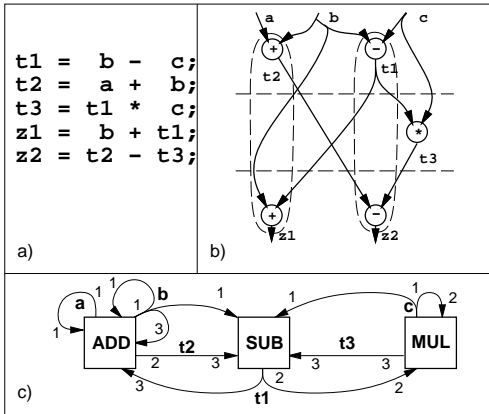 t1 = b - c;
t2 = a + b;
t3 = t1 * c;
z1 = b + t1;
z2 = t2 - t3;
a)
a b c
+ -
t2 t1
*
t3
+ -
z1 z2
b)
1 1 b
a 1 1 c 2
1 1 3 1
ADD SUB MUL
t2 t3
2 3 3 3
3 2 2
t1
c)